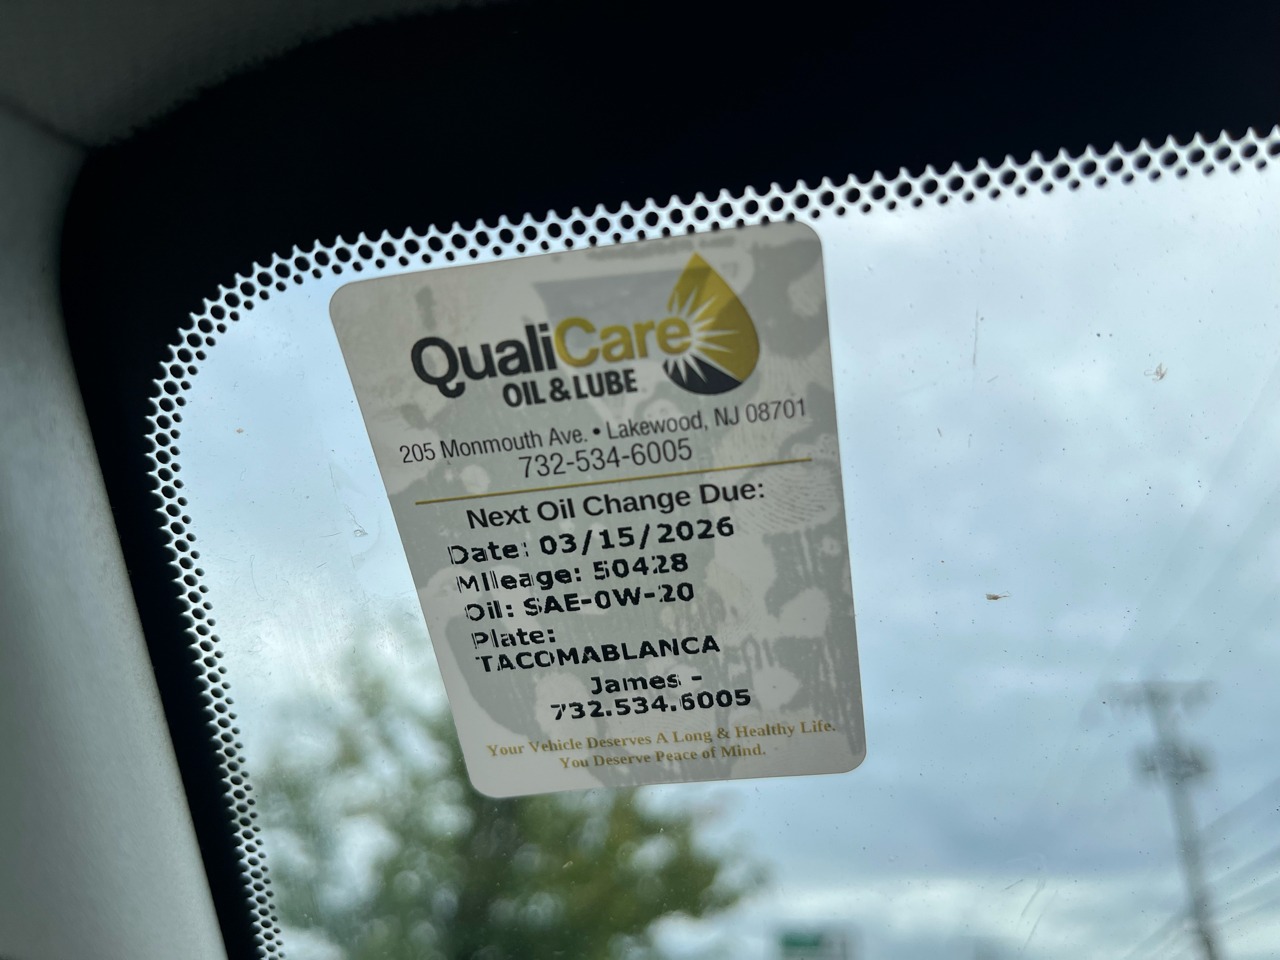 QualiCare
OIL & LUBE
205 Monmouth Ave. • Lakewood, NJ 08701
732-534-6005
Next Oil Change Due:
Date: 03/15/2026
Mileage: 50428
Oil: SAE-0W-20
Plate:
TACOMABLANCA
James -
732.534.6005
Your Vehicle Deserves A Long & Healthy Life.
You Deserve Peace of Mind.